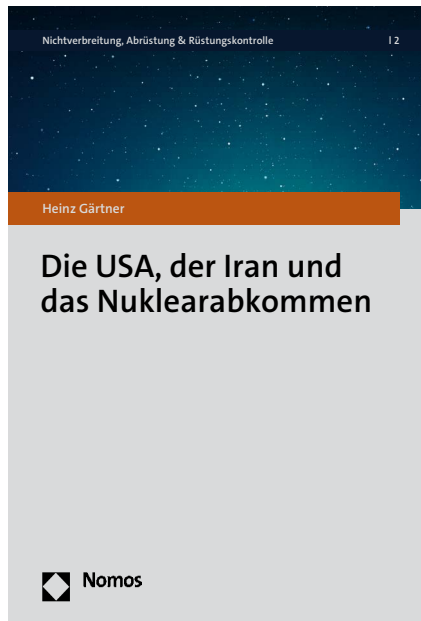 Nichtverbreitung, Abrüstung & Rüstungskontrolle | 2
Heinz Gärtner
Die USA, der Iran und
das Nuklearabkommen
Nomos